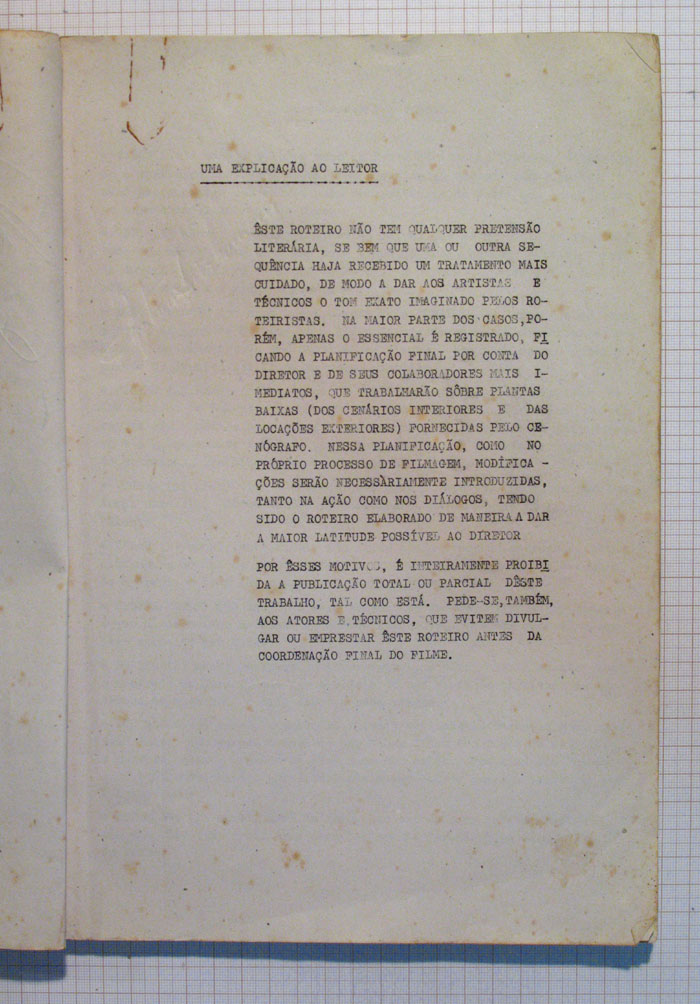 UMA EXPLICAÇÃO AO LEITOR
ÊSTE ROTEIRO NÃO TEM QUALQUER PRETENSÃO
LITERÁRIA, SE BEM QUE UMA OU OUTRA SE-
QUÊNCIA HAJA RECEBIDO UM TRATAMENTO MAIS
CUIDADO, DE MODO A DAR AOS ARTISTAS E
TÉCNICOS O TOM EXATO IMAGINADO PELOS RO-
TEIRISTAS. NA MAIOR PARTE DOS CASOS,PO-
RÉM, APENAS O ESSENCIAL É REGISTRADO, FI
CANDO A PLANIFICAÇÃO FINAL POR CONTA DO
DIRETOR E DE SEUS COLABORADORES MAIS I-
MEDIATOS, QUE TRABALHARÃO SÔBRE PLANTAS
BAIXAS (DOS CENÁRIOS INTERIORES E DAS
LOCAÇÕES EXTERIORES) FORNECIDAS PELO CE-
NÓGRAFO. NESSA PLANIFICAÇÃO, COMO NO
PRÓPRIO PROCESSO DE FILMAGEM, MODÍFICA -
ÇÕES SERÃO NECESSÀRIAMENTE INTRODUZIDAS,
TANTO NA AÇÃO COMO NOS DIÁLOGOS, TENDO
SIDO O ROTEIRO ELABORADO DE MANEIRA A DAR
A MAIOR LATITUDE POSSÍVEL AO DIRETOR
POR ÊSSES MOTIVOS, É INTEIRAMENTE PROIBI
DA A PUBLICAÇÃO TOTAL OU PARCIAL DÊSTE
TRABALHO, TAL COMO ESTÁ. PEDE-SE,TAMBÉM,
AOS ATORES E TÉCNICOS, QUE EVITEM DIVUL-
GAR OU EMPRESTAR ÊSTE ROTEIRO ANTES DA
COORDENAÇÃO FINAL DO FILME.